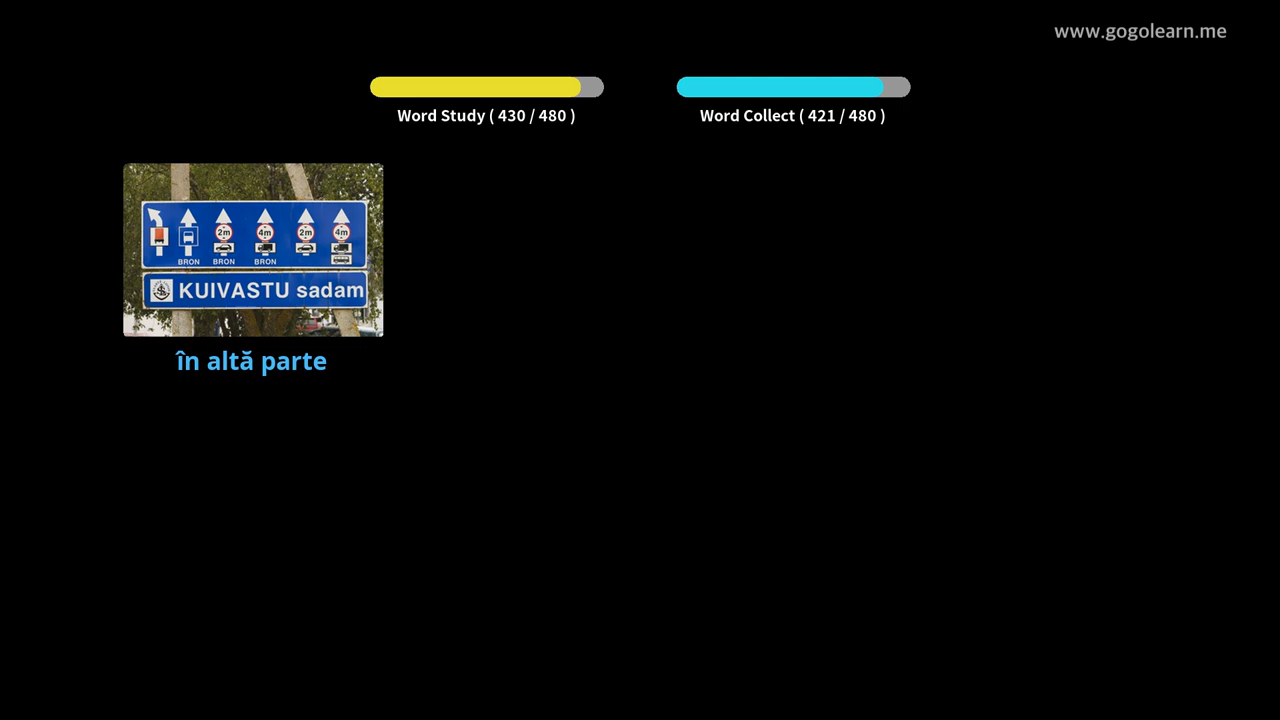 www.gogolearn.me
Word Study ( 430 / 480 )
Word Collect ( 421 / 480 )
2m 4m 2m 4m
BRON BRON BRON
KUIVASTU sadam
în altă parte